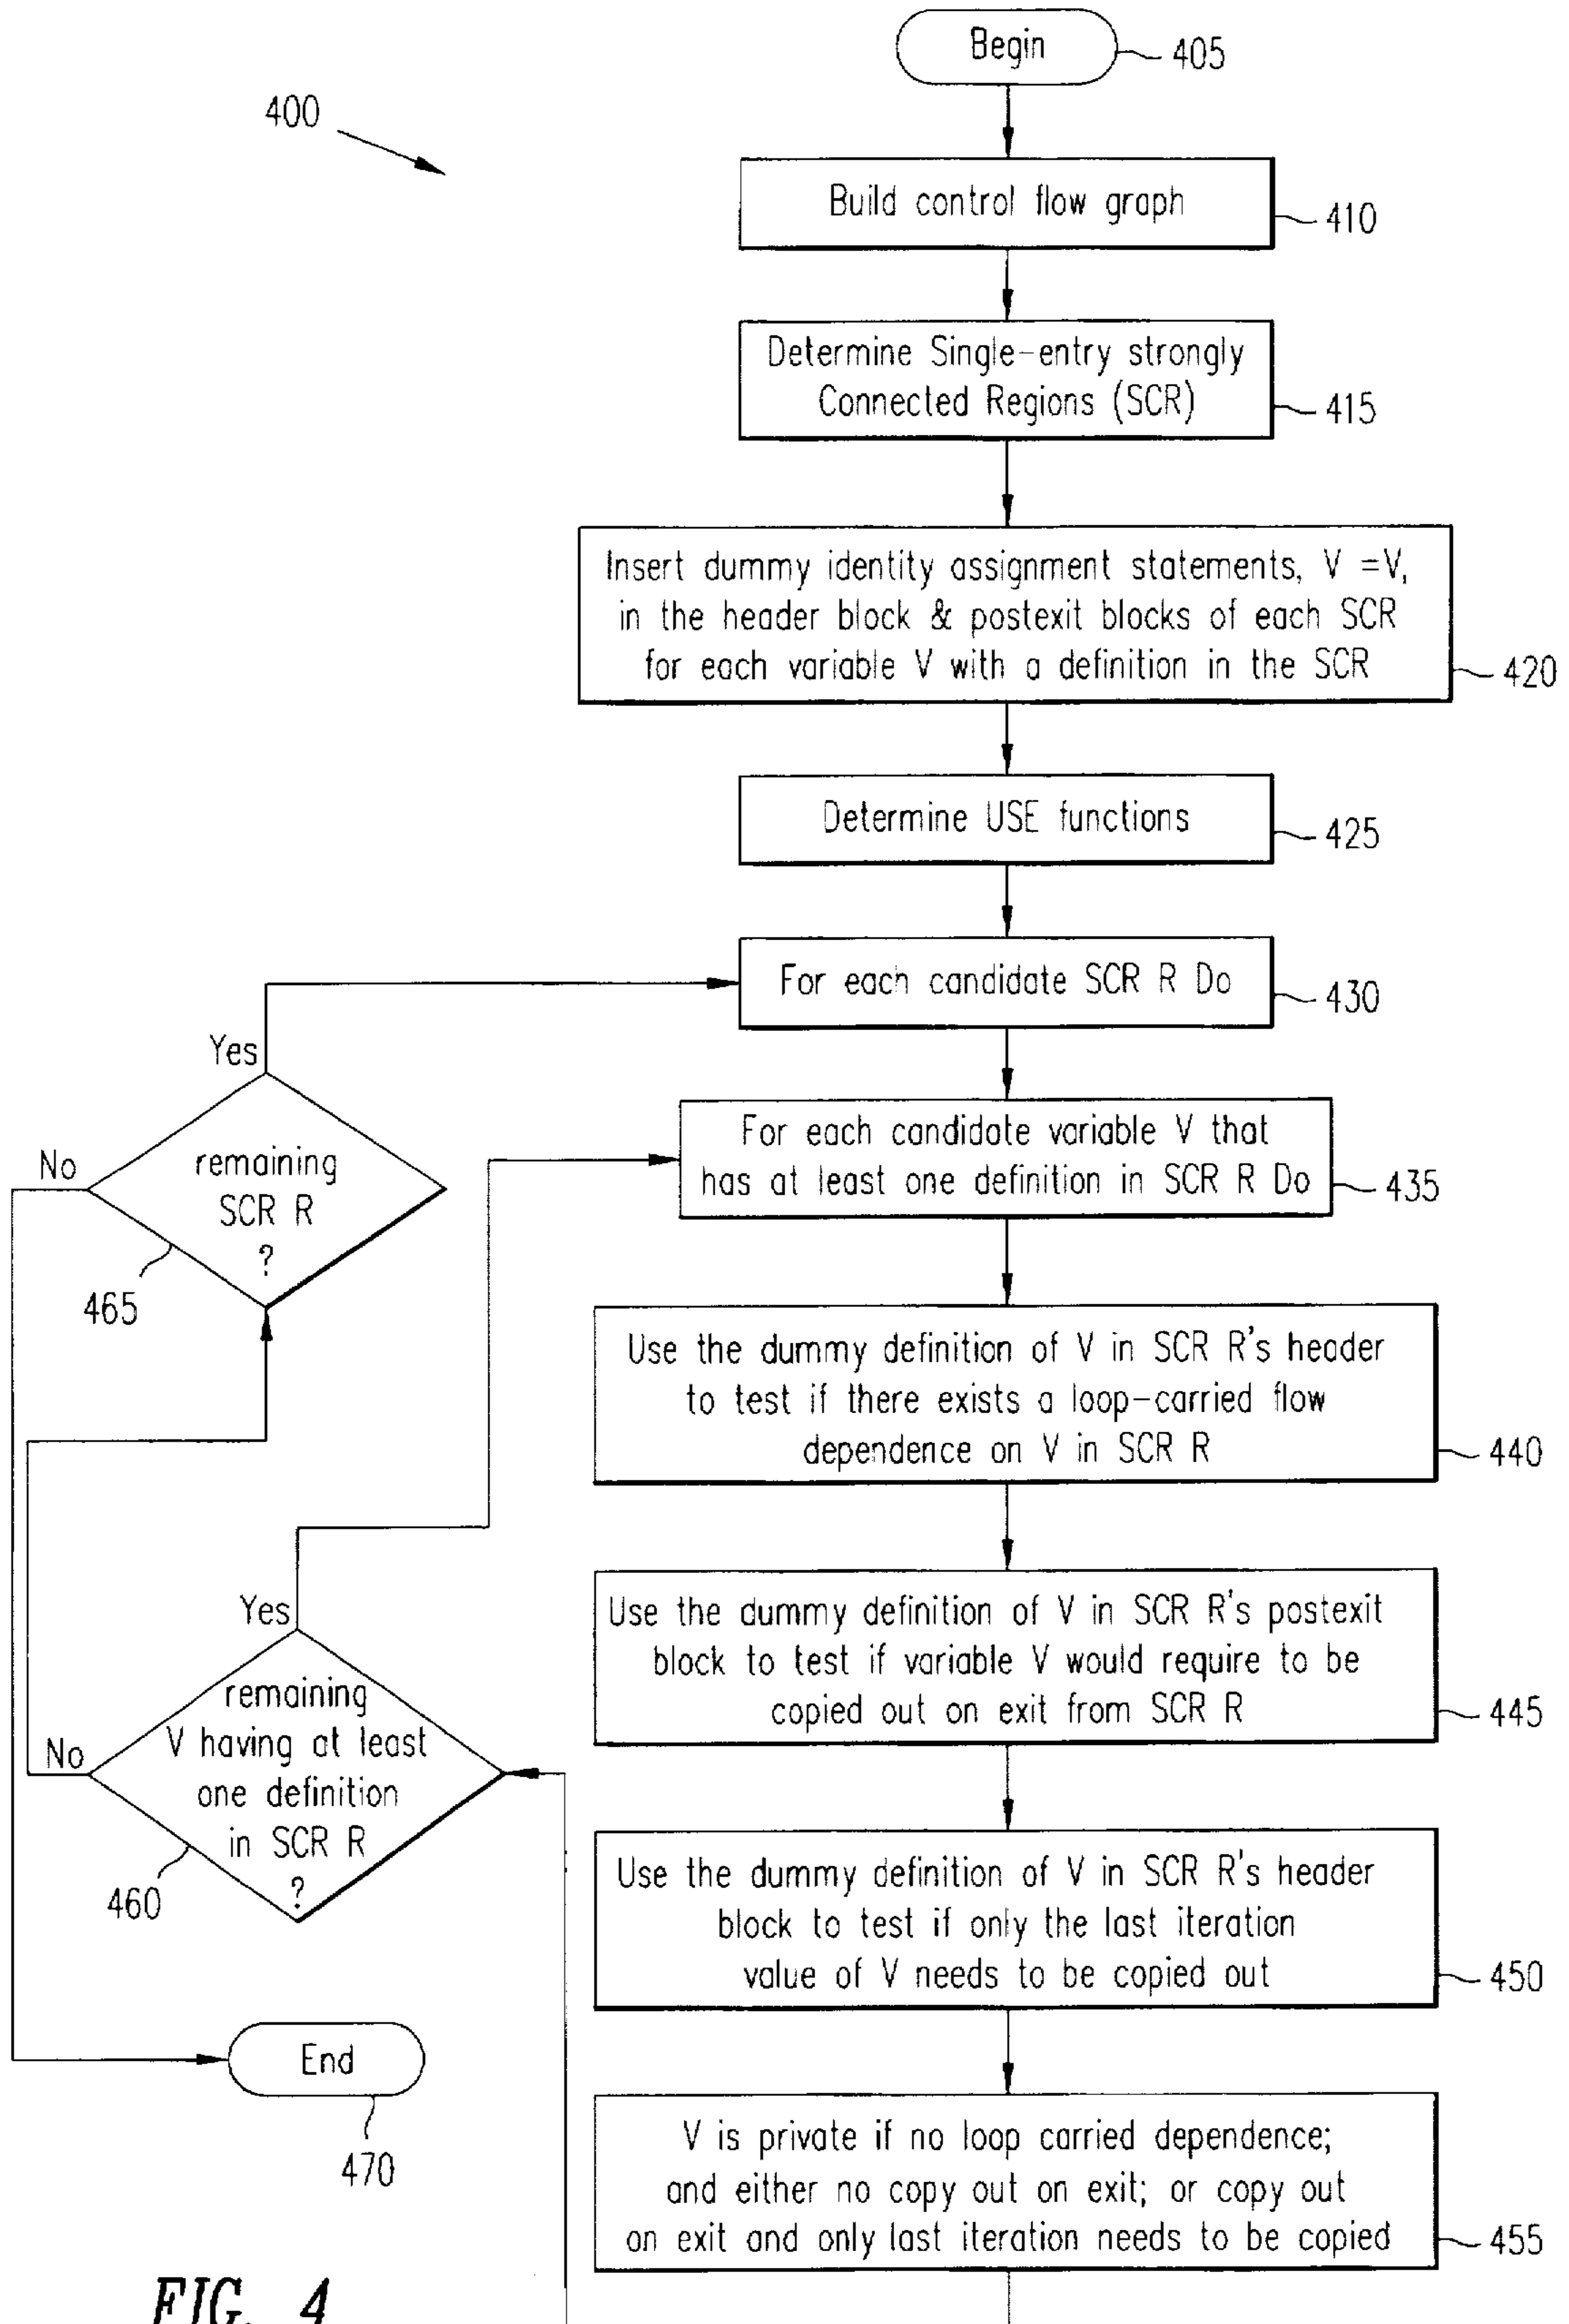 Begin
405
400
Build control flow graph
410
Determine Single-entry strongly
Connected Regions (SCR)
415
Insert dummy identity assignment statements, V =V,
in the header block & postexit blocks of each SCR
for each variable V with a definition in the SCR
420
Determine USE functions
425
For each candidate SCR R Do
430
Yes
No
remaining
SCR R
?
465
For each candidate variable V that
has at least one definition in SCR R Do
435
Use the dummy definition of V in SCR R's header
to test if there exists a loop-carried flow
dependence on V in SCR R
440
Use the dummy definition of V in SCR R's postexit
block to test if variable V would require to be
copied out on exit from SCR R
445
Yes
No
remaining
V having at least
one definition
in SCR R
?
460
Use the dummy definition of V in SCR R's header
block to test if only the last iteration
value of V needs to be copied out
450
End
470
V is private if no loop carried dependence;
and either no copy out on exit; or copy out
on exit and only last iteration needs to be copied
455
FIG. 4